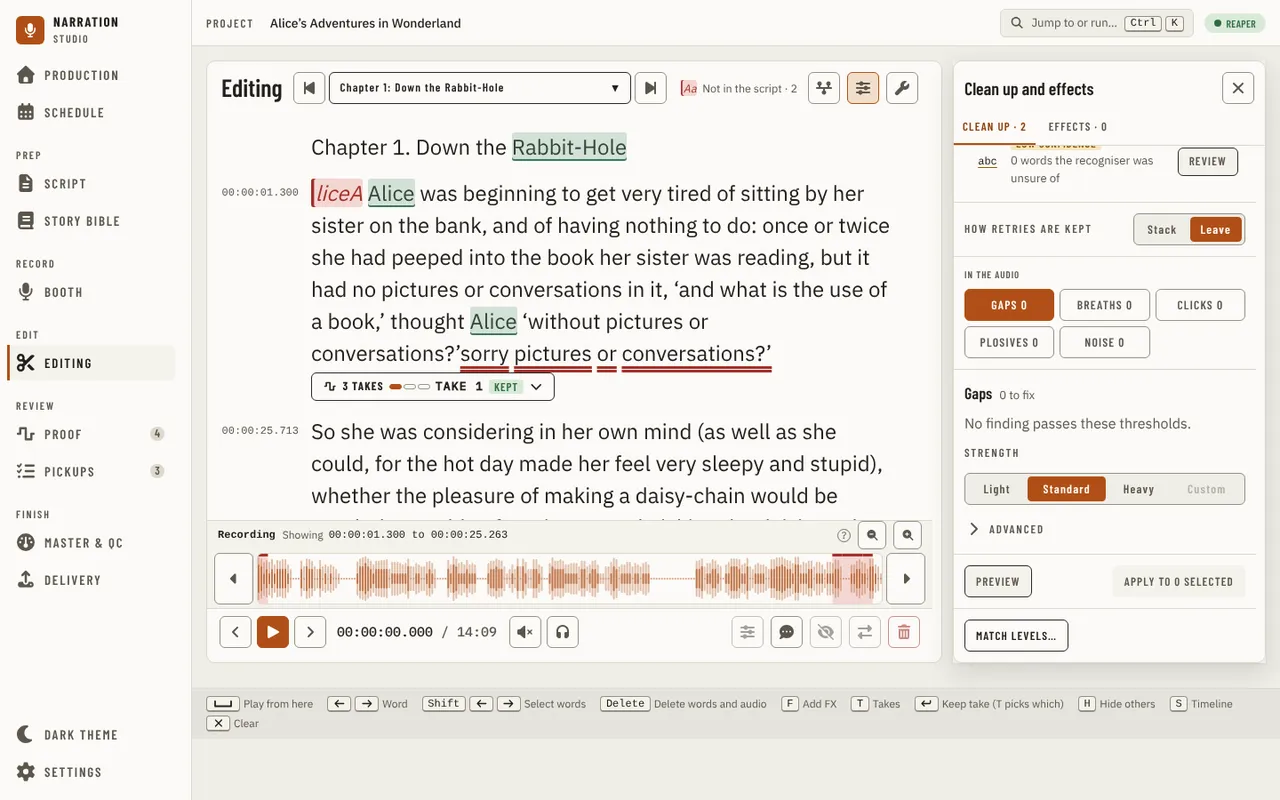 NARRATION
STUDIO
PRODUCTION
SCHEDULE
PREP
SCRIPT
STORY BIBLE
RECORD
BOOTH
EDIT
EDITING
REVIEW
PROOF 4
PICKUPS 3
FINISH
MASTER & QC
DELIVERY
DARK THEME
SETTINGS
PROJECT Alice's Adventures in Wonderland
Jump to or run... Ctrl K
REAPER
Editing
Chapter 1: Down the Rabbit-Hole
Aa Not in the script · 2
Chapter 1. Down the Rabbit-Hole
00:00:01.300 liceA Alice was beginning to get very tired of sitting by her
sister on the bank, and of having nothing to do: once or twice
she had peeped into the book her sister was reading, but it
had no pictures or conversations in it, ‘and what is the use of
a book,’ thought Alice ‘without pictures or
conversations?’sorry pictures or conversations?’
3 TAKES TAKE 1 KEPT
00:00:25.713 So she was considering in her own mind (as well as she
could, for the hot day made her feel very sleepy and stupid),
whether the pleasure of making a daisy-chain would be
Recording Showing 00:00:01.300 to 00:00:25.263
?
00:00:00.000 / 14:09
Clean up and effects
CLEAN UP · 2 EFFECTS · 0
LOW CONFIDENCE
abc 0 words the recogniser was
unsure of
REVIEW
HOW RETRIES ARE KEPT Stack Leave
IN THE AUDIO
GAPS 0 BREATHS 0 CLICKS 0
PLOSIVES 0 NOISE 0
Gaps 0 to fix
No finding passes these thresholds.
STRENGTH
Light Standard Heavy Custom
ADVANCED
PREVIEW APPLY TO 0 SELECTED
MATCH LEVELS...
Play from here Word Shift Select words Delete Delete words and audio F Add FX T Takes Keep take (T picks which) H Hide others S Timeline
Clear